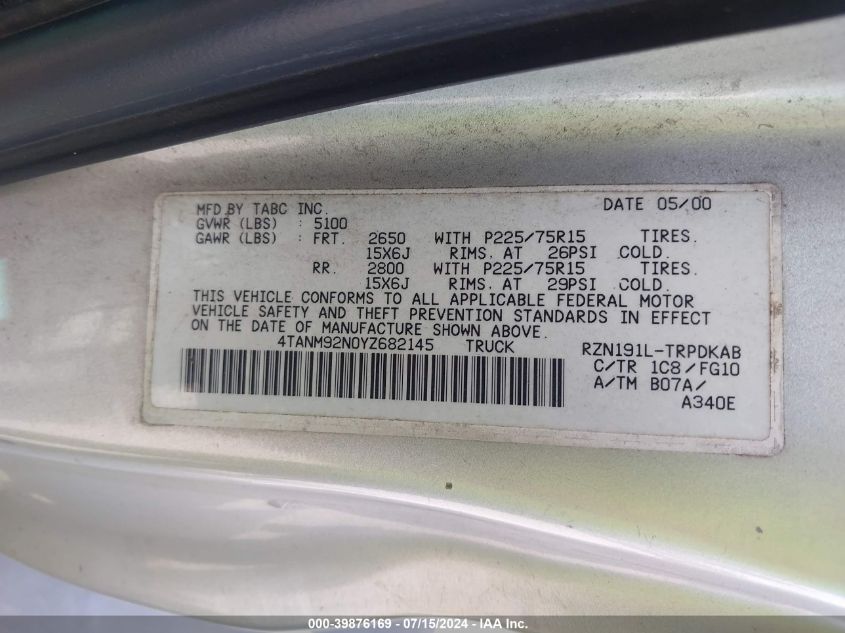 MFD.BY TABC INC. DATE 05/00
GVWR (LBS) : 5100
GAWR (LBS) : FRT. 2650 WITH P225/75R15 TIRES.
15X6J RIMS. AT 26PSI COLD.
RR. 2800 WITH P225/75R15 TIRES.
15X6J RIMS. AT 29PSI COLD.
THIS VEHICLE CONFORMS TO ALL APPLICABLE FEDERAL MOTOR
VEHICLE SAFETY AND THEFT PREVENTION STANDARDS IN EFFECT
ON THE DATE OF MANUFACTURE SHOWN ABOVE.
4TANM92N0YZ682145 TRUCK RZN191L-TRPDKAB
C/TR 1C8/FG10
A/TM B07A/
A340E
000-39876169 - 07/15/2024 - IAA Inc.